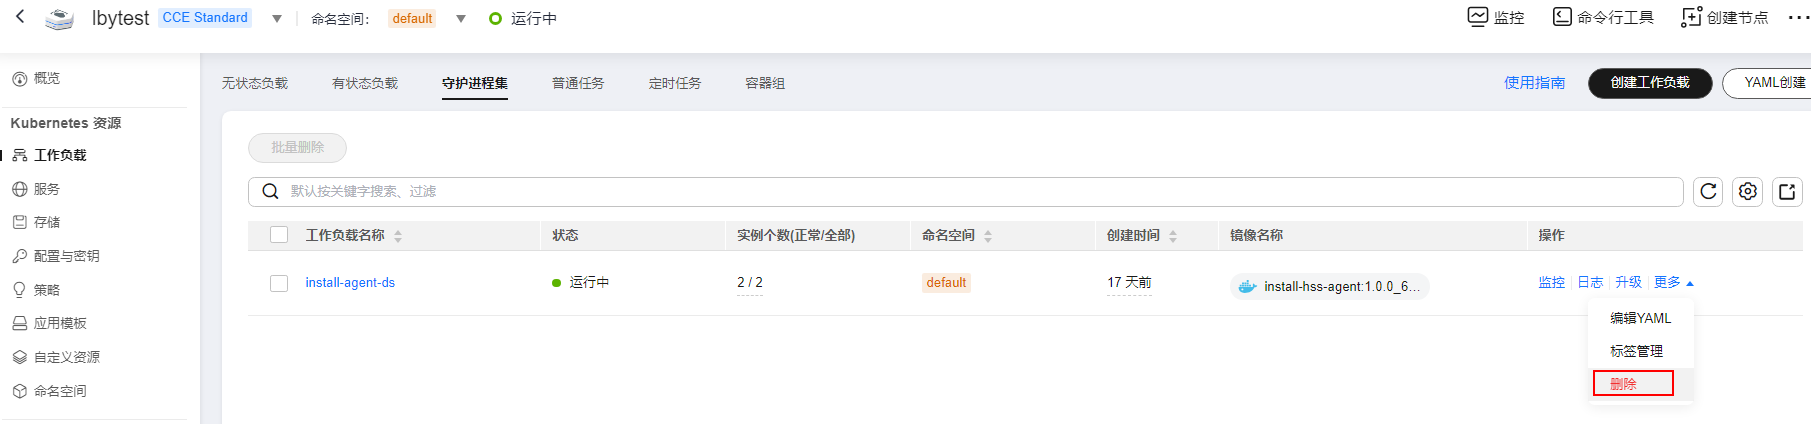 lbytest CCE Standard 命名空间: default 运行中 监控 命令行工具 创建节点 ...
概览
Kubernetes 资源
工作负载
服务
存储
配置与密钥
策略
应用模板
自定义资源
命名空间
无状态负载 有状态负载 守护进程集 普通任务 定时任务 容器组 使用指南 创建工作负载 YAML创建
批量删除
默认按关键字搜索、过滤
工作负载名称 状态 实例个数(正常/全部) 命名空间 创建时间 镜像名称 操作
install-agent-ds 运行中 2 / 2 default 17 天前 install-hss-agent:1.0.0_6... 监控 日志 升级 更多
编辑YAML
标签管理
删除